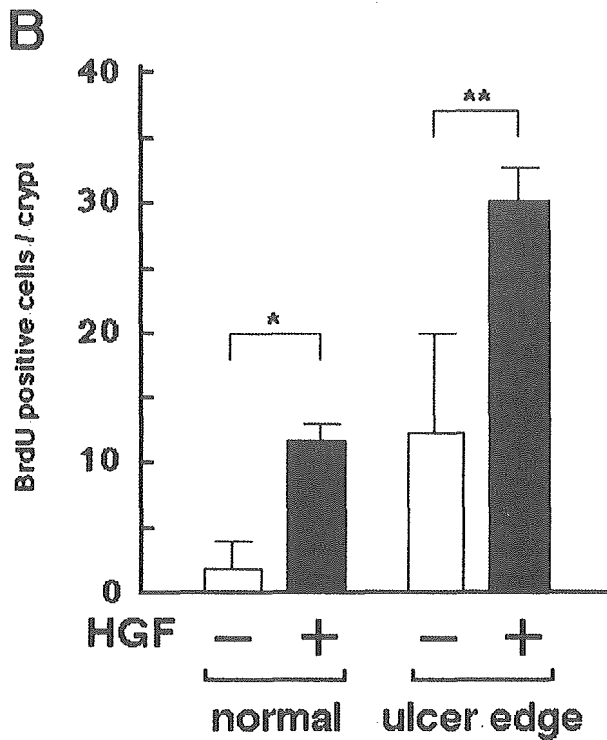 B
BrdU positive cells / crypt
40
30
20
10
0
*
**
HGF − + − +
normal ulcer edge